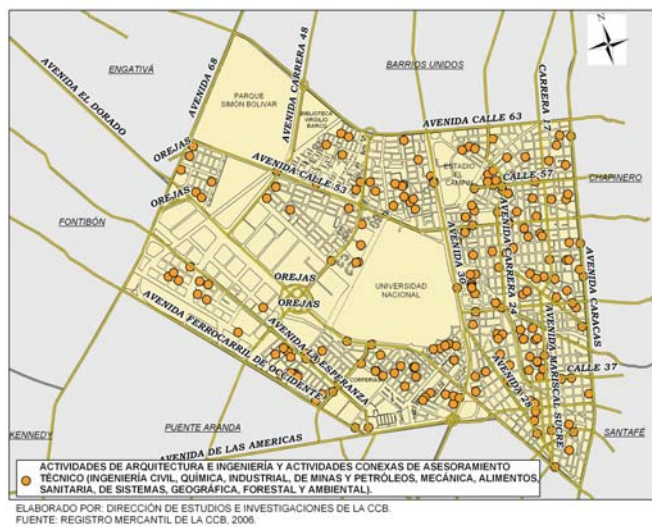 Z
ENGATIVÁ
AVENIDA 68
AVENIDA CARRERA 48
BARRIOS UNIDOS
AVENIDA EL DORADO
PARQUE
SIMÓN BOLIVAR
BIBLIOTECA
VIRGILIO
BARCO
AVENIDA CALLE 63
CARRERA 17
OREJAS
AVENIDA CALLE 53
ESTADIO
EL
CAMPIN
CALLE 57
CHAPINERO
OREJAS
FONTIBÓN
AVENIDA 30
AVENIDA CARRERA 24
AVENIDA CARACAS
OREJAS
UNIVERSIDAD
NACIONAL
OREJAS
AVENIDA FERROCARRIL DE OCCIDENTE
AVENIDA LA ESPERANZA
CORFERIAS
AVENIDA 28
AVENIDA MARISCAL SUCRE
CALLE 37
PUENTE ARANDA
KENNEDY
AVENIDA DE LAS AMERICAS
SANTAFÉ
ACTIVIDADES DE ARQUITECTURA E INGENIERÍA Y ACTIVIDADES CONEXAS DE ASESORAMIENTO
TÉCNICO (INGENIERÍA CIVIL, QUÍMICA, INDUSTRIAL, DE MINAS Y PETRÓLEOS, MECÁNICA, ALIMENTOS,
SANITARIA, DE SISTEMAS, GEOGRÁFICA, FORESTAL Y AMBIENTAL).
ELABORADO POR: DIRECCIÓN DE ESTUDIOS E INVESTIGACIONES DE LA CCB.
FUENTE: REGISTRO MERCANTIL DE LA CCB, 2006.